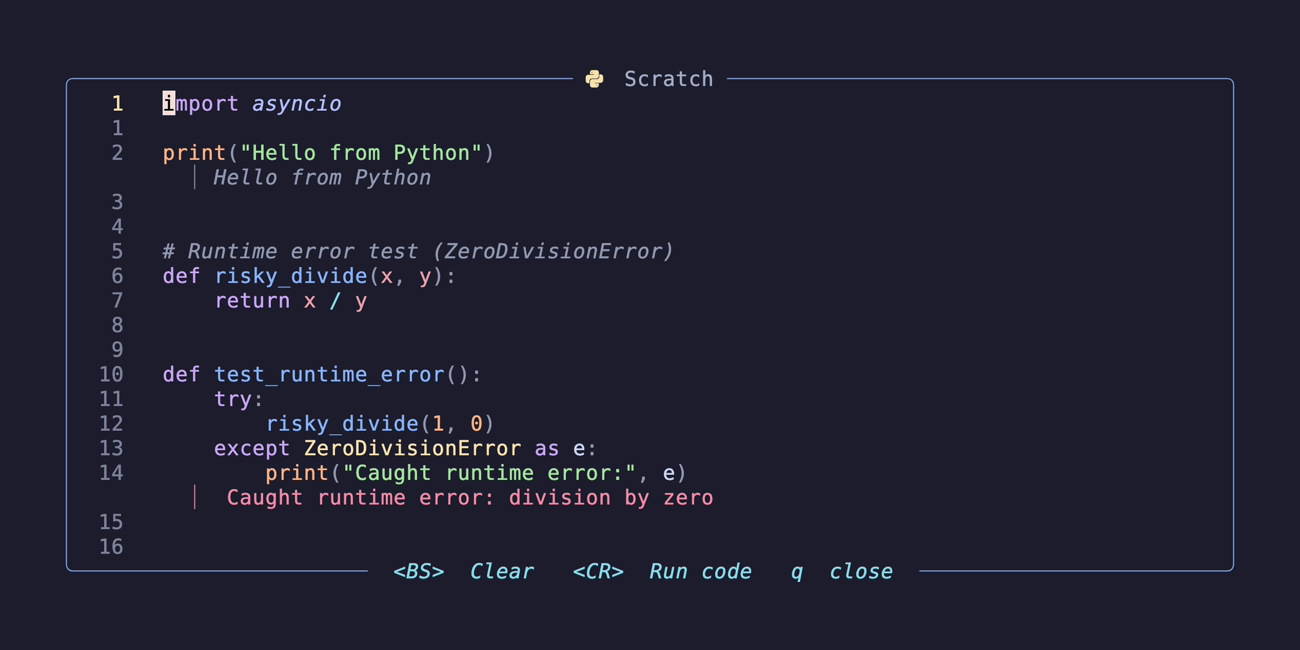 Scratch
1 import asyncio
1
2 print("Hello from Python")
│ Hello from Python
3
4
5 # Runtime error test (ZeroDivisionError)
6 def risky_divide(x, y):
7     return x / y
8
9
10 def test_runtime_error():
11     try:
12         risky_divide(1, 0)
13     except ZeroDivisionError as e:
14         print("Caught runtime error:", e)
│ Caught runtime error: division by zero
15
16
<BS> Clear <CR> Run code q close